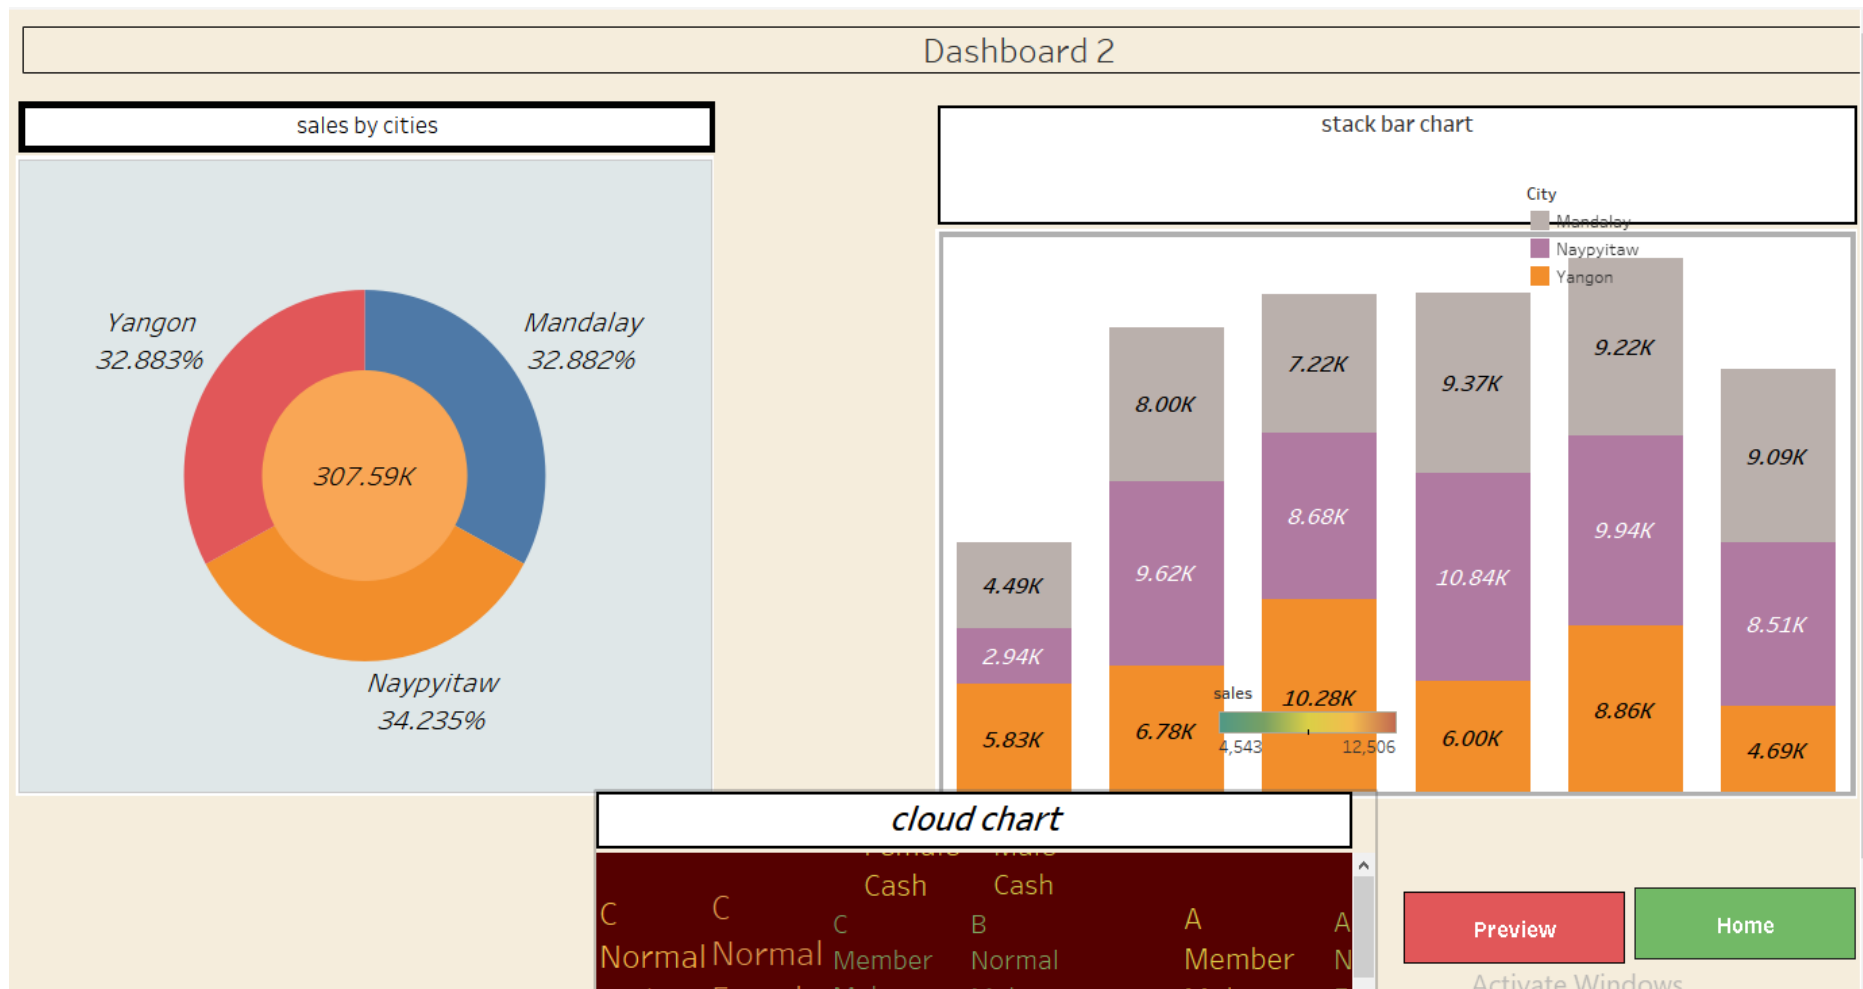 Dashboard 2
sales by cities
Yangon
32.883%
Mandalay
32.882%
307.59K
Naypyitaw
34.235%
stack bar chart
City
Mandalay
Naypyitaw
Yangon
4.49K
2.94K
5.83K
8.00K
9.62K
6.78K
7.22K
8.68K
10.28K
9.37K
10.84K
6.00K
9.22K
9.94K
8.86K
9.09K
8.51K
4.69K
sales
4,543
12,506
cloud chart
Cash
Cash
C
Normal
C
Normal
C
Member
B
Normal
A
Member
A
N
Preview
Home
Activate Windows